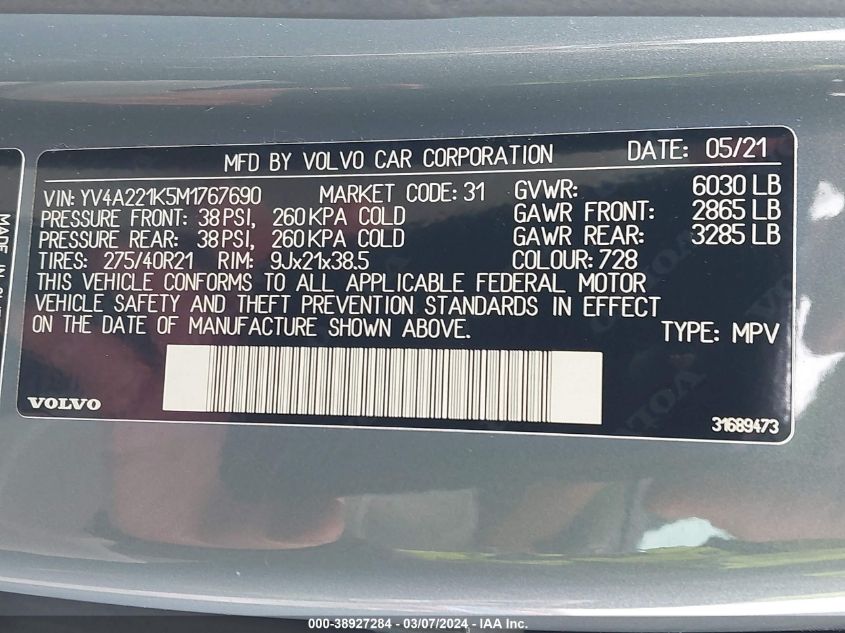 MFD BY VOLVO CAR CORPORATION DATE: 05/21
VIN: YV4A221K5M1767690 MARKET CODE: 31 GVWR: 6030 LB
PRESSURE FRONT: 38 PSI, 260 KPA COLD GAWR FRONT: 2865 LB
PRESSURE REAR: 38 PSI, 260 KPA COLD GAWR REAR: 3285 LB
TIRES: 275/40R21 RIM: 9Jx21x38.5 COLOUR: 728
THIS VEHICLE CONFORMS TO ALL APPLICABLE FEDERAL MOTOR
VEHICLE SAFETY AND THEFT PREVENTION STANDARDS IN EFFECT
ON THE DATE OF MANUFACTURE SHOWN ABOVE. TYPE: MPV
VOLVO
31689473
MADE IN
000-38927284 - 03/07/2024 - © IAA Inc.